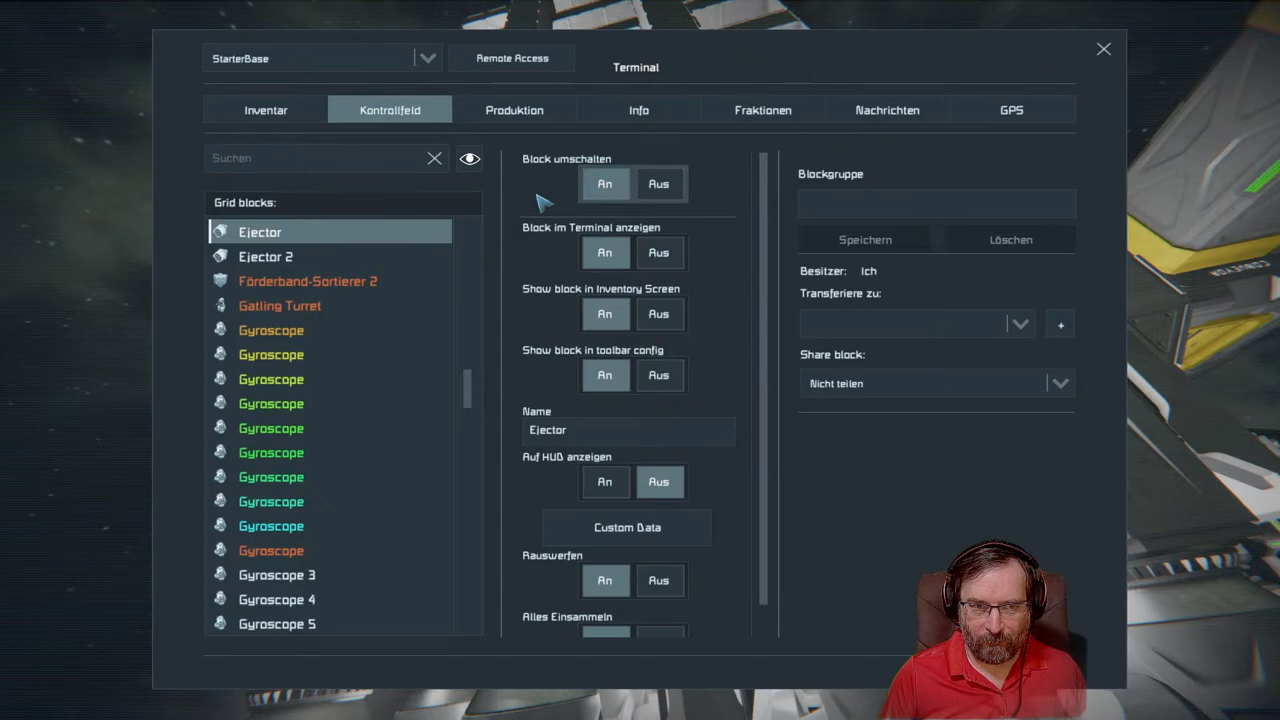 StarterBase
Remote Access
Terminal
Inventar
Kontrollfeld
Produktion
Info
Fraktionen
Nachrichten
GPS
Suchen
Grid blocks:
Ejector
Ejector 2
Förderband-Sortierer 2
Gatling Turret
Gyroscope
Gyroscope
Gyroscope
Gyroscope
Gyroscope
Gyroscope
Gyroscope
Gyroscope
Gyroscope
Gyroscope
Gyroscope 3
Gyroscope 4
Gyroscope 5
Block umschalten
An Aus
Block im Terminal anzeigen
An Aus
Show block in Inventory Screen
An Aus
Show block in toolbar config
An Aus
Name
Ejector
Auf HUD anzeigen
An Aus
Custom Data
Rauswerfen
An Aus
Alles Einsammeln
Blockgruppe
Speichern
Löschen
Besitzer: Ich
Transferiere zu:
+
Share block:
Nicht teilen
CONVEYOR